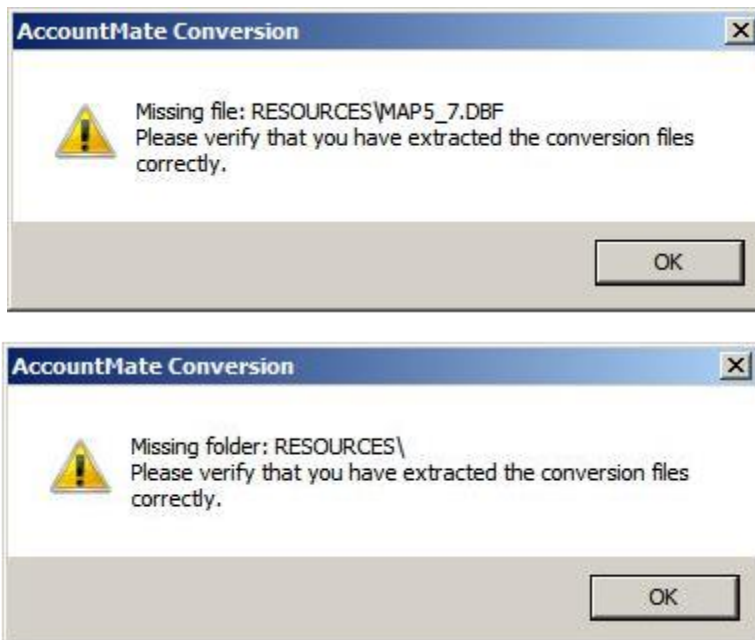 AccountMate Conversion
Missing file: RESOURCES\MAP5_7.DBF
Please verify that you have extracted the conversion files
correctly.
OK
AccountMate Conversion
Missing folder: RESOURCES\
Please verify that you have extracted the conversion files
correctly.
OK